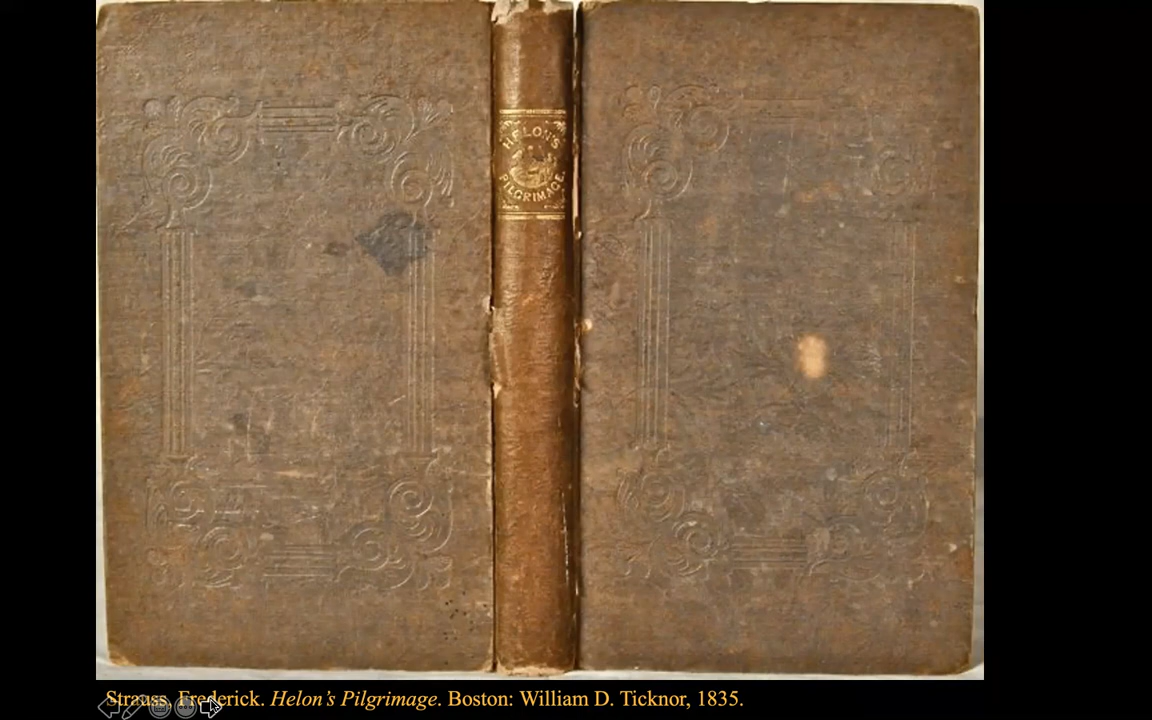 HELON'S
PILGRIMAGE.
Strauss, Frederick. Helon's Pilgrimage. Boston: William D. Ticknor, 1835.